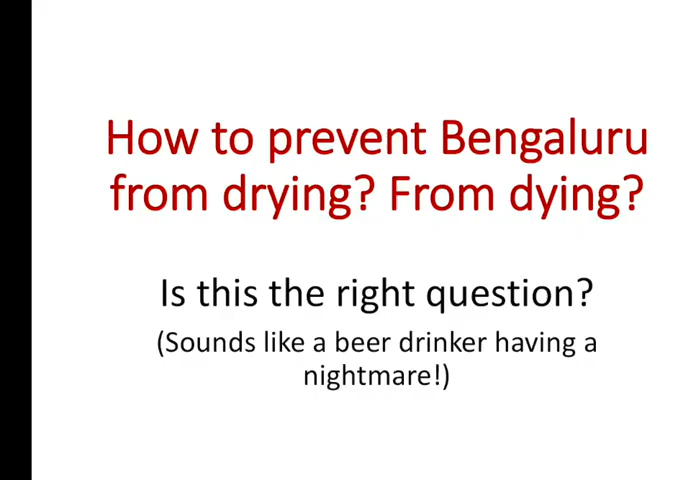 How to prevent Bengaluru
from drying? From dying?
Is this the right question?
(Sounds like a beer drinker having a
nightmare!)